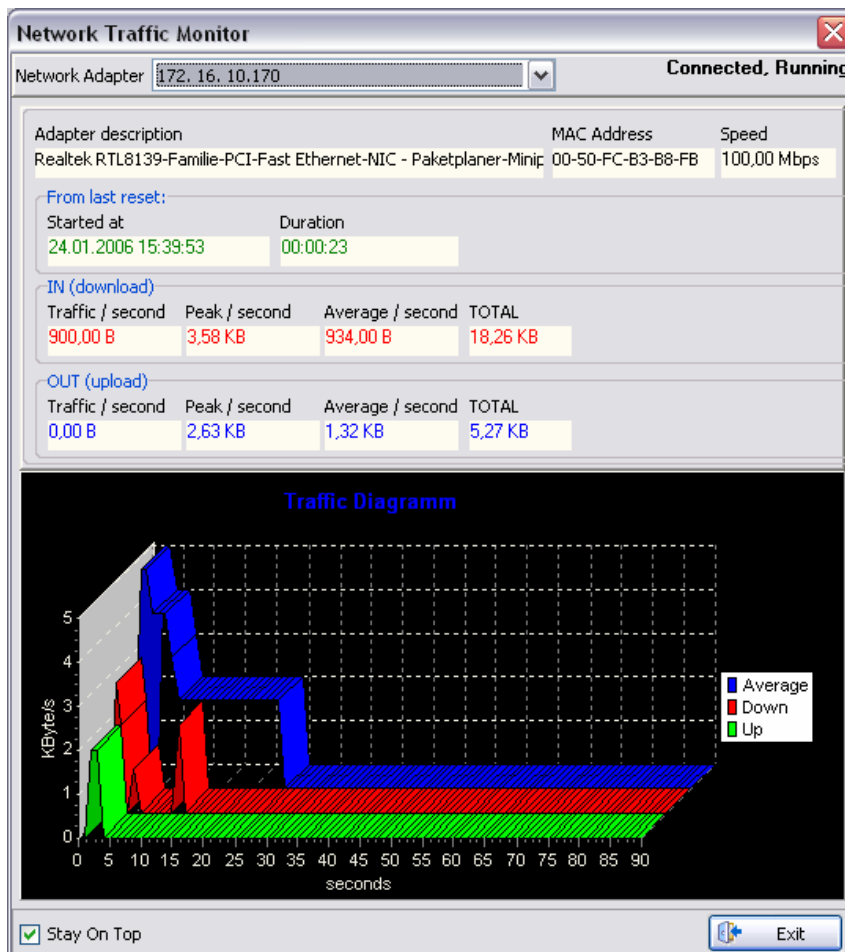 Network Traffic Monitor
Network Adapter 172. 16. 10.170 Connected, Running
Adapter description MAC Address Speed
Realtek RTL8139-Familie-PCI-Fast Ethernet-NIC - Paketplaner-Minip 00-50-FC-B3-B8-FB 100,00 Mbps
From last reset:
Started at Duration
24.01.2006 15:39:53 00:00:23
IN (download)
Traffic / second Peak / second Average / second TOTAL
900,00 B 3,58 KB 934,00 B 18,26 KB
OUT (upload)
Traffic / second Peak / second Average / second TOTAL
0,00 B 2,63 KB 1,32 KB 5,27 KB
Traffic Diagramm
5
4
3
2
1
0
KByte/s
0 5 10 15 20 25 30 35 40 45 50 55 60 65 70 75 80 85 90
seconds
Average
Down
Up
Stay On Top Exit